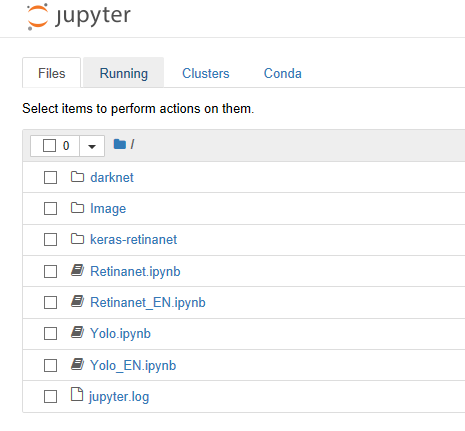 jupyter
Files Running Clusters Conda
Select items to perform actions on them.
0 /
darknet
Image
keras-retinanet
Retinanet.ipynb
Retinanet_EN.ipynb
Yolo.ipynb
Yolo_EN.ipynb
jupyter.log